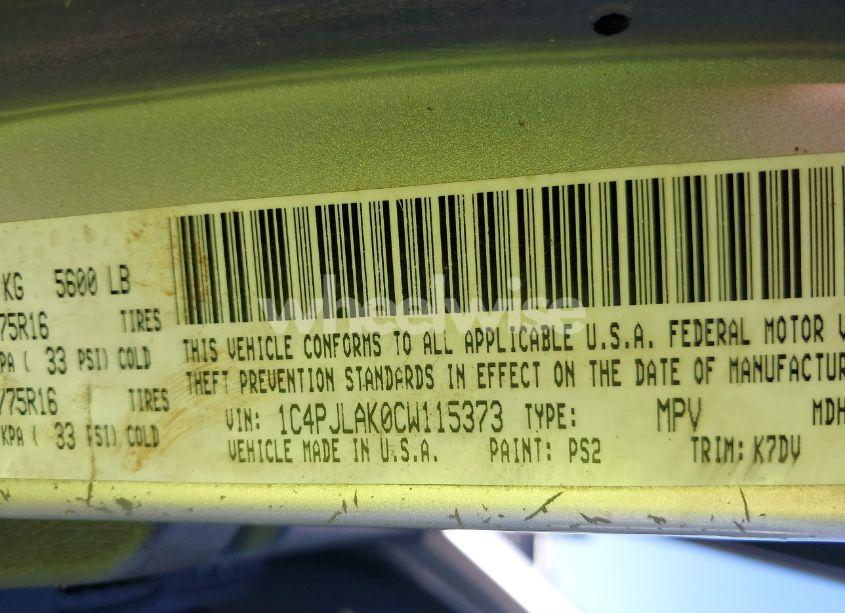 KG 5600 LB
75R16 TIRES
PA ( 33 PSI) COLD
/75R16 TIRES
KPA ( 33 PSI) COLD
THIS VEHICLE CONFORMS TO ALL APPLICABLE U.S.A. FEDERAL MOTOR V
THEFT PREVENTION STANDARDS IN EFFECT ON THE DATE OF MANUFACTUR
VIN: 1C4PJLAK0CW115373 TYPE: MPV MDH
VEHICLE MADE IN U.S.A. PAINT: PS2 TRIM: K7DV
wheelwise